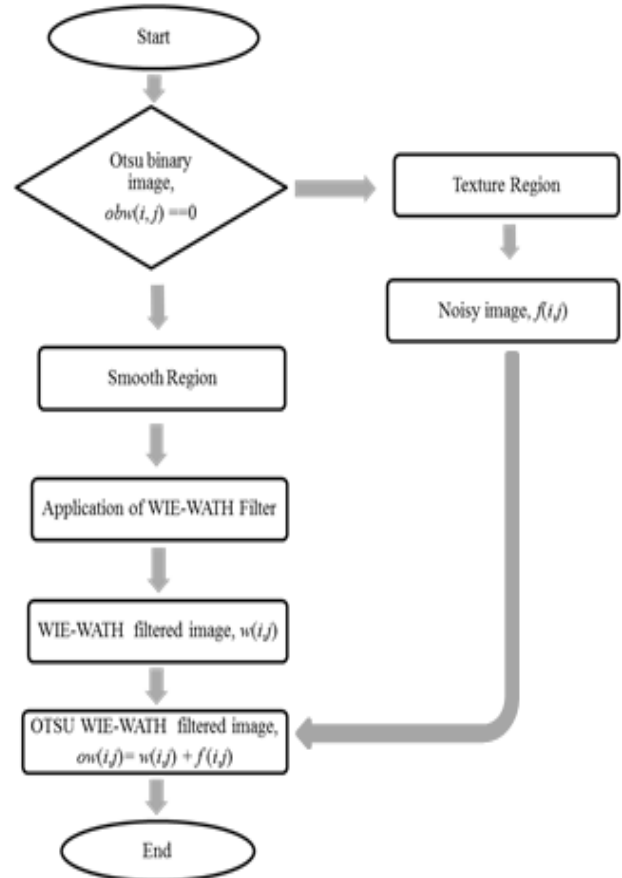 Start
Otsu binary
image,
obw(i, j) ==0
Texture Region
Noisy image, f(i,j)
Smooth Region
Application of WIE-WATH Filter
WIE-WATH filtered image, w(i,j)
OTSU WIE-WATH filtered image,
ow(i,j)= w(i,j) + f (i,j)
End